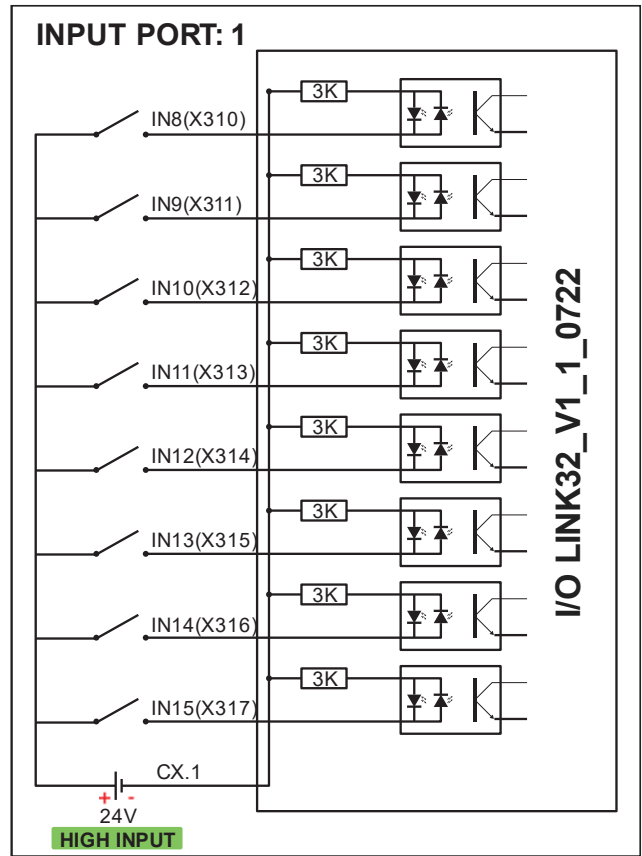 INPUT PORT: 1
3K
IN8(X310)
3K
IN9(X311)
3K
IN10(X312)
3K
IN11(X313)
3K
IN12(X314)
3K
IN13(X315)
3K
IN14(X316)
3K
IN15(X317)
CX.1
+ -
24V
HIGH INPUT
I/O LINK32_V1_1_0722